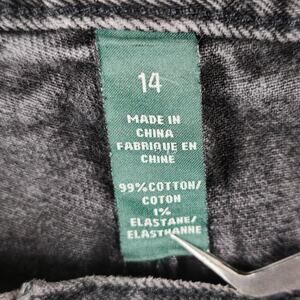 14
MADE IN
CHINA
FABRIQUE EN
CHINE
99% COTTON/
COTON
1%
ELASTANE/
ELASTHANNE